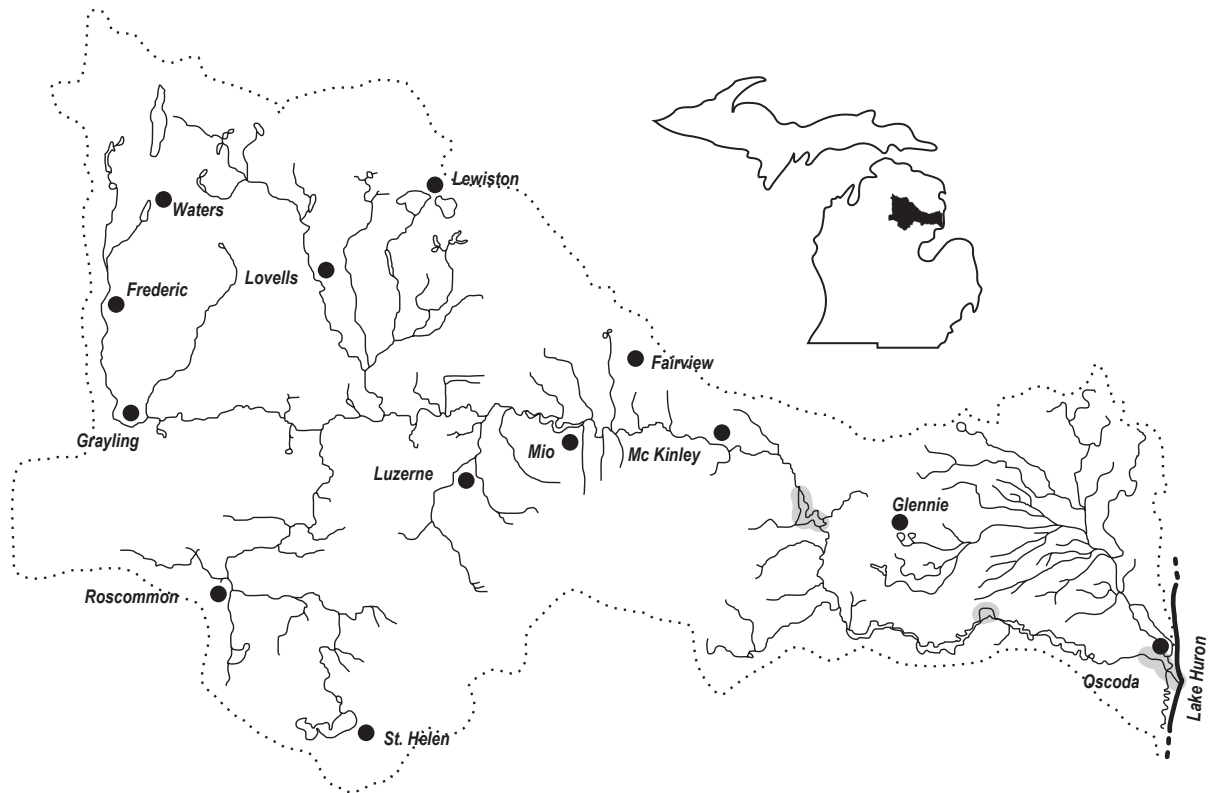 Lewiston
Waters
Lovells
Frederic
Fairview
Grayling
Mio
Mc Kinley
Luzerne
Glennie
Roscommon
Oscoda
Lake Huron
St. Helen